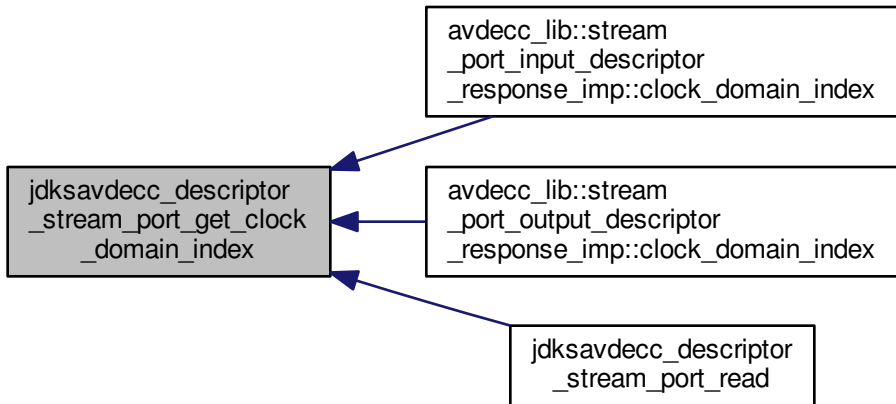 avdecc_lib::stream
_port_input_descriptor
_response_imp::clock_domain_index
jdksavdecc_descriptor
_stream_port_get_clock
_domain_index
avdecc_lib::stream
_port_output_descriptor
_response_imp::clock_domain_index
jdksavdecc_descriptor
_stream_port_read